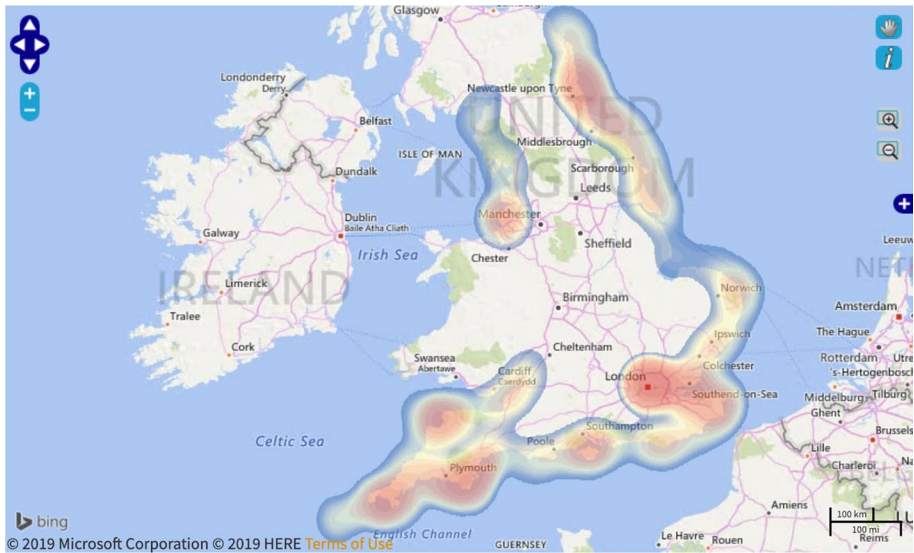 Glasgow
Londonderry
Derry
Newcastle upon Tyne
Belfast
UNITED
KINGDOM
ISLE OF MAN
Middlesbrough
Scarborough
Dundalk
Leeds
Manchester
Dublin
Baile Átha Cliath
Galway
Irish Sea
Chester
Sheffield
IRELAND
Limerick
Norwich
Birmingham
Amsterdam
Tralee
Ipswich
The Hague
Cork
Swansea
Abertawe
Cheltenham
Colchester
Rotterdam
's-Hertogenbosch
Cardiff
Caerdydd
London
Southend-on-Sea
Middelburg
Tilburg
Ghent
Celtic Sea
Southampton
Poole
Brussels
Lille
Plymouth
Charleroi
Amiens
bing
100 km
100 mi
English Channel
© 2019 Microsoft Corporation © 2019 HERE Terms of Use
GUERNSEY
Le Havre
Rouen
Reims